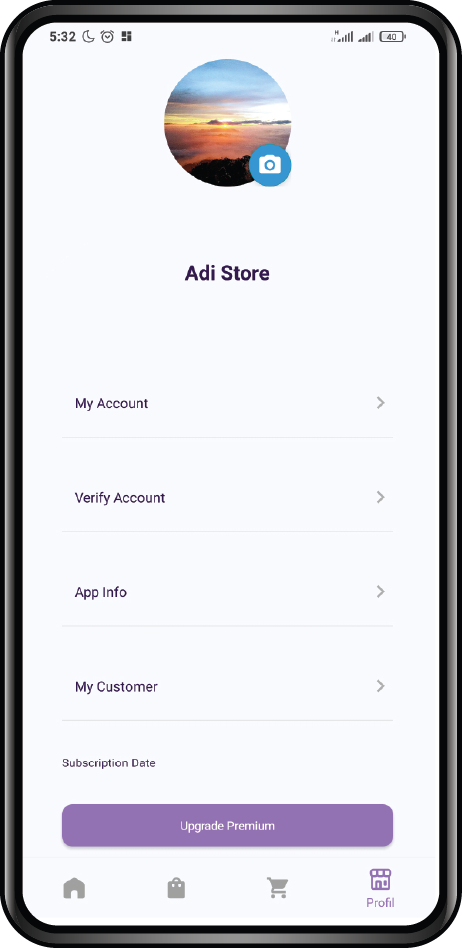 5:32
H
40
Adi Store
My Account
Verify Account
App Info
My Customer
Subscription Date
Upgrade Premium
Profil